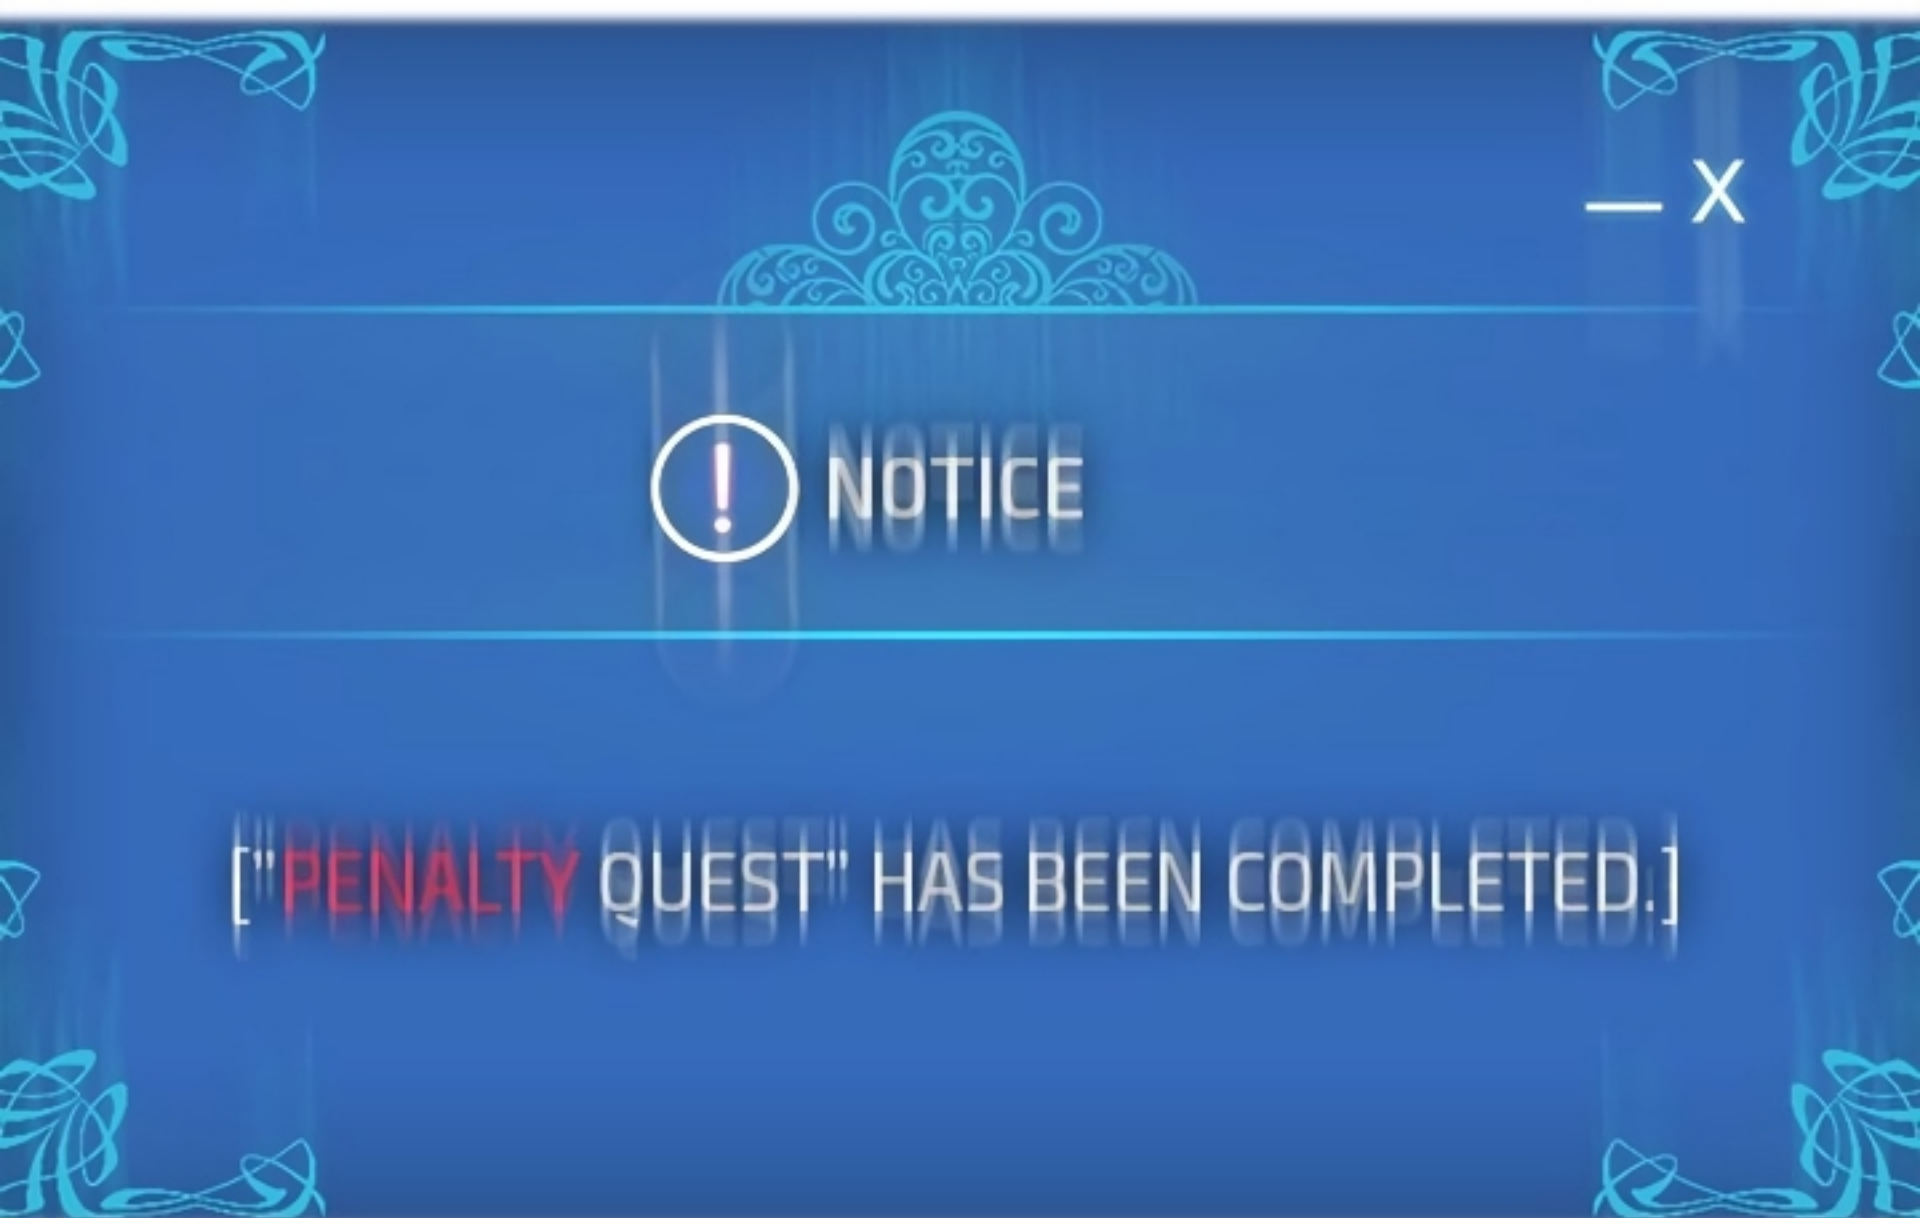 — X
! NOTICE
["PENALTY QUEST" HAS BEEN COMPLETED.]